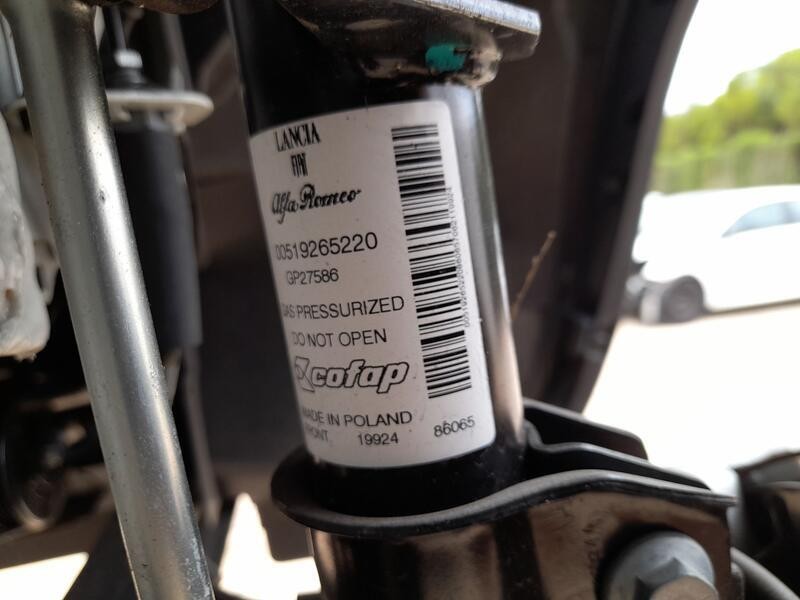 LANCIA
FIAT
Alfa Romeo
00519265220
GP27586
GAS PRESSURIZED
DO NOT OPEN
cofap
MADE IN POLAND
FRONT 19924 86065